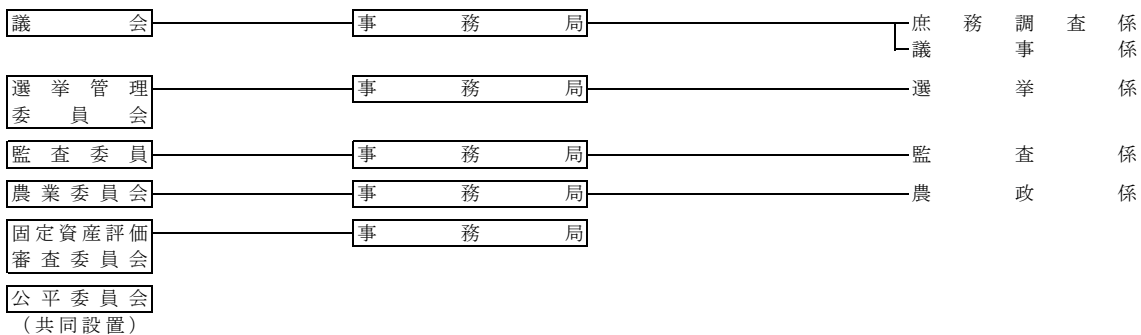 議会 事務局 庶務調査係
議事係
選挙管理 事務局 選挙係
委員会
監査委員 事務局 監査係
農業委員会 事務局 農政係
固定資産評価 事務局
審査委員会
公平委員会
（共同設置）